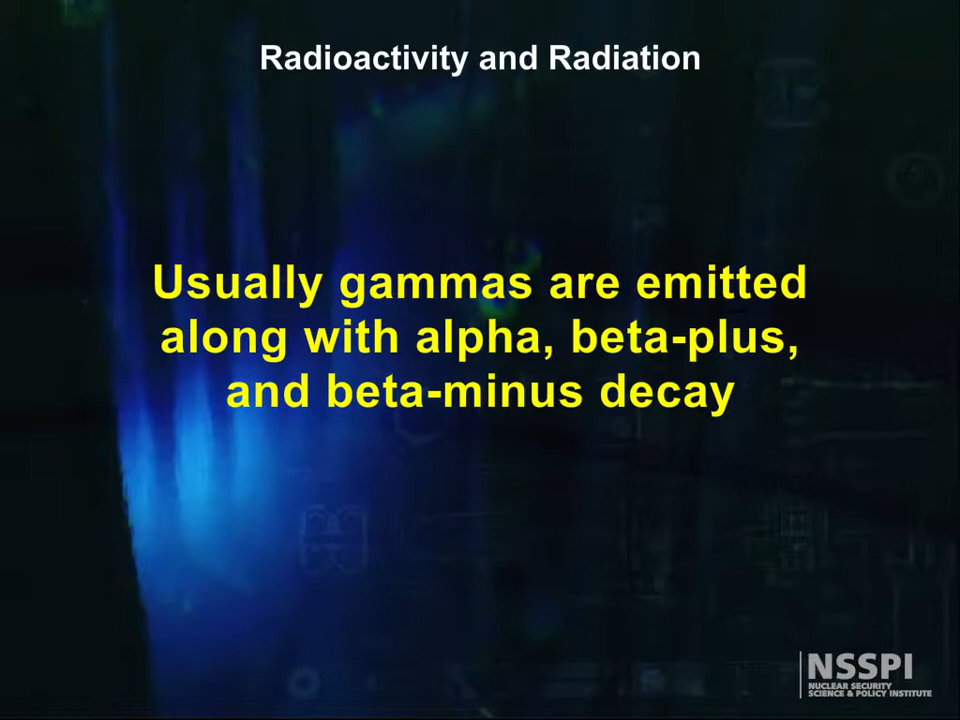 Radioactivity and Radiation
Usually gammas are emitted
along with alpha, beta-plus,
and beta-minus decay
NSSPI
NUCLEAR SECURITY
SCIENCE & POLICY INSTITUTE